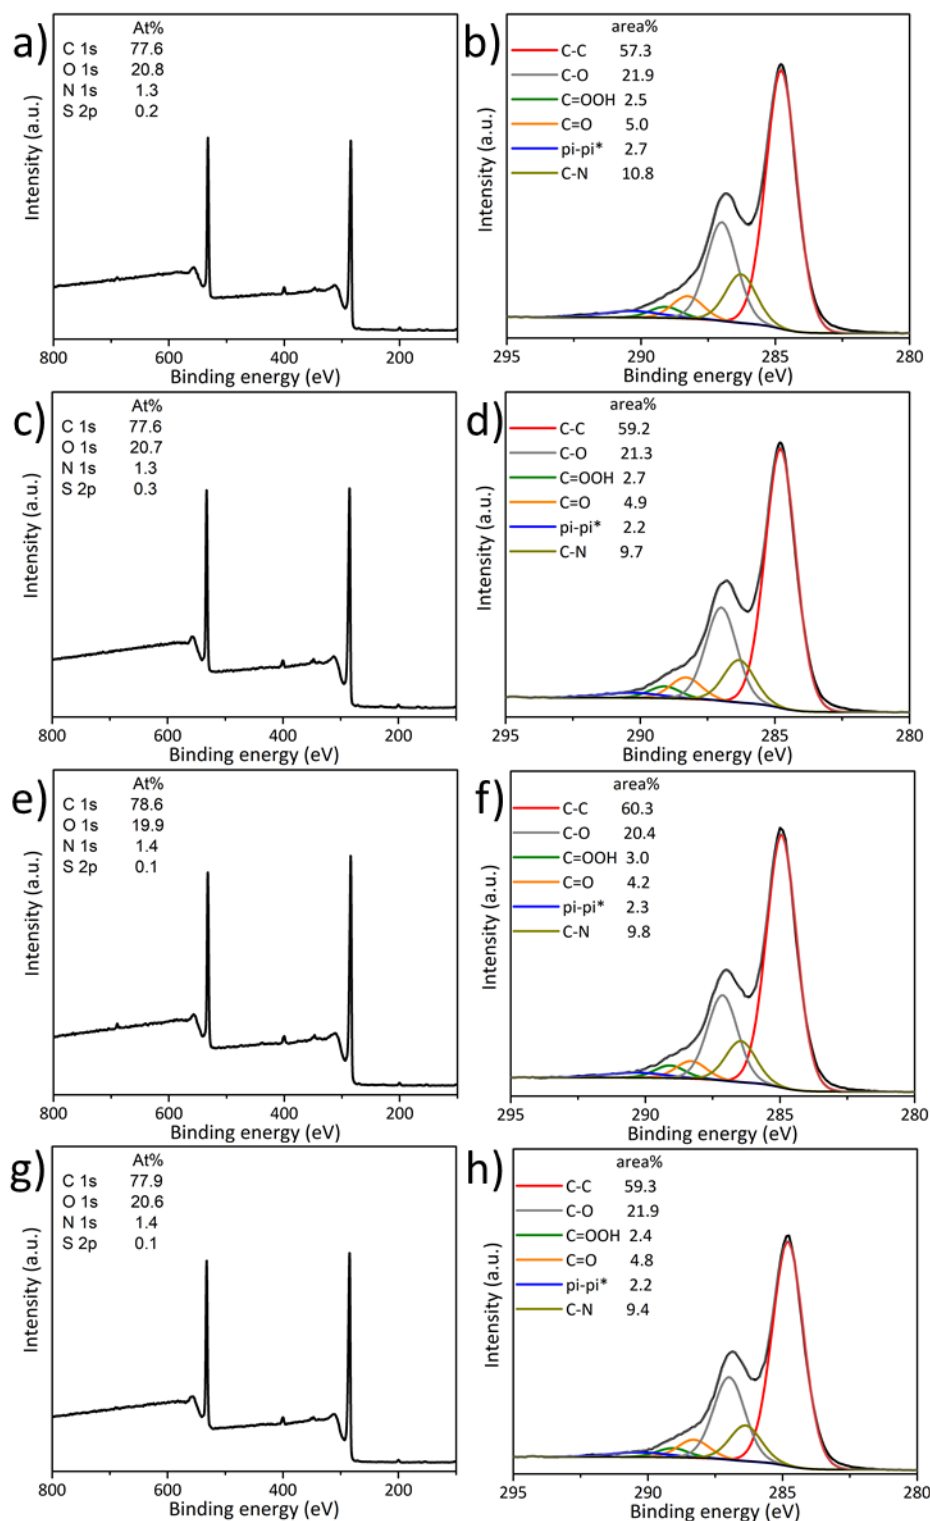 a)
At%
C 1s 77.6
O 1s 20.8
N 1s 1.3
S 2p 0.2
Intensity (a.u.)
800 600 400 200
Binding energy (eV)
b)
area%
C-C 57.3
C-O 21.9
C=OOH 2.5
C=O 5.0
pi-pi* 2.7
C-N 10.8
Intensity (a.u.)
295 290 285 280
Binding energy (eV)
c)
At%
C 1s 77.6
O 1s 20.7
N 1s 1.3
S 2p 0.3
Intensity (a.u.)
800 600 400 200
Binding energy (eV)
d)
area%
C-C 59.2
C-O 21.3
C=OOH 2.7
C=O 4.9
pi-pi* 2.2
C-N 9.7
Intensity (a.u.)
295 290 285 280
Binding energy (eV)
e)
At%
C 1s 78.6
O 1s 19.9
N 1s 1.4
S 2p 0.1
Intensity (a.u.)
800 600 400 200
Binding energy (eV)
f)
area%
C-C 60.3
C-O 20.4
C=OOH 3.0
C=O 4.2
pi-pi* 2.3
C-N 9.8
Intensity (a.u.)
295 290 285 280
Binding energy (eV)
g)
At%
C 1s 77.9
O 1s 20.6
N 1s 1.4
S 2p 0.1
Intensity (a.u.)
800 600 400 200
Binding energy (eV)
h)
area%
C-C 59.3
C-O 21.9
C=OOH 2.4
C=O 4.8
pi-pi* 2.2
C-N 9.4
Intensity (a.u.)
295 290 285 280
Binding energy (eV)